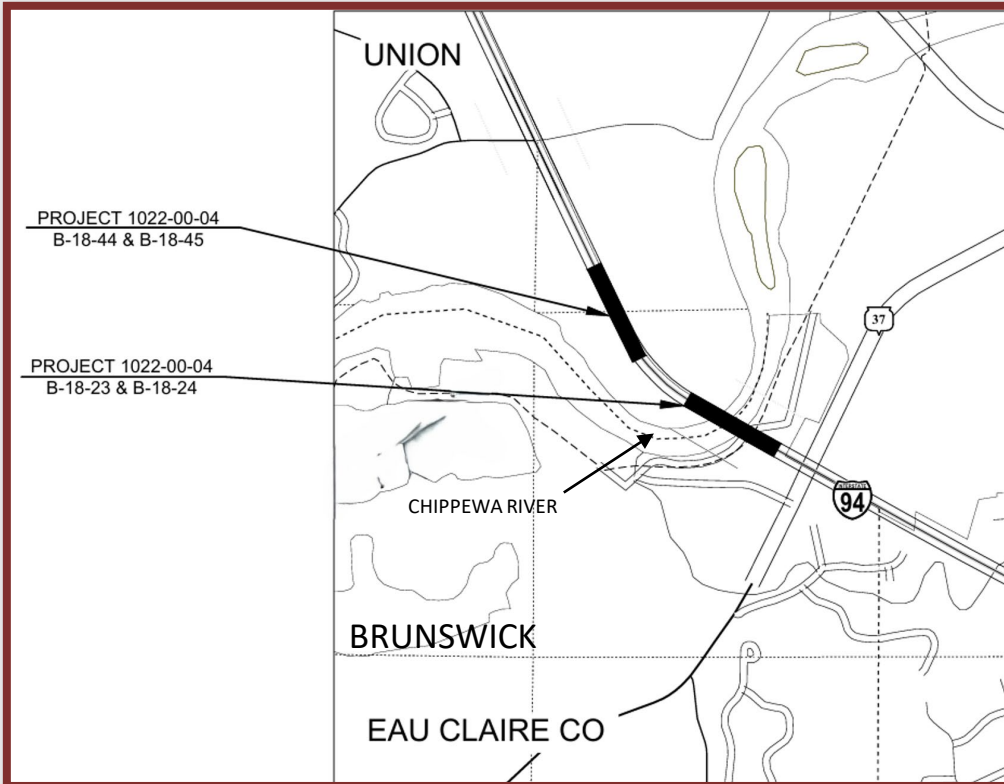 UNION
PROJECT 1022-00-04
B-18-44 & B-18-45
37
PROJECT 1022-00-04
B-18-23 & B-18-24
INTERSTATE
94
CHIPPEWA RIVER
BRUNSWICK
EAU CLAIRE CO